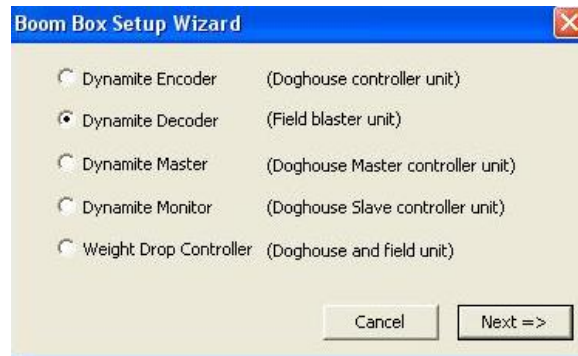 Boom Box Setup Wizard
Dynamite Encoder (Doghouse controller unit)
Dynamite Decoder (Field blaster unit)
Dynamite Master (Doghouse Master controller unit)
Dynamite Monitor (Doghouse Slave controller unit)
Weight Drop Controller (Doghouse and field unit)
Cancel Next =>